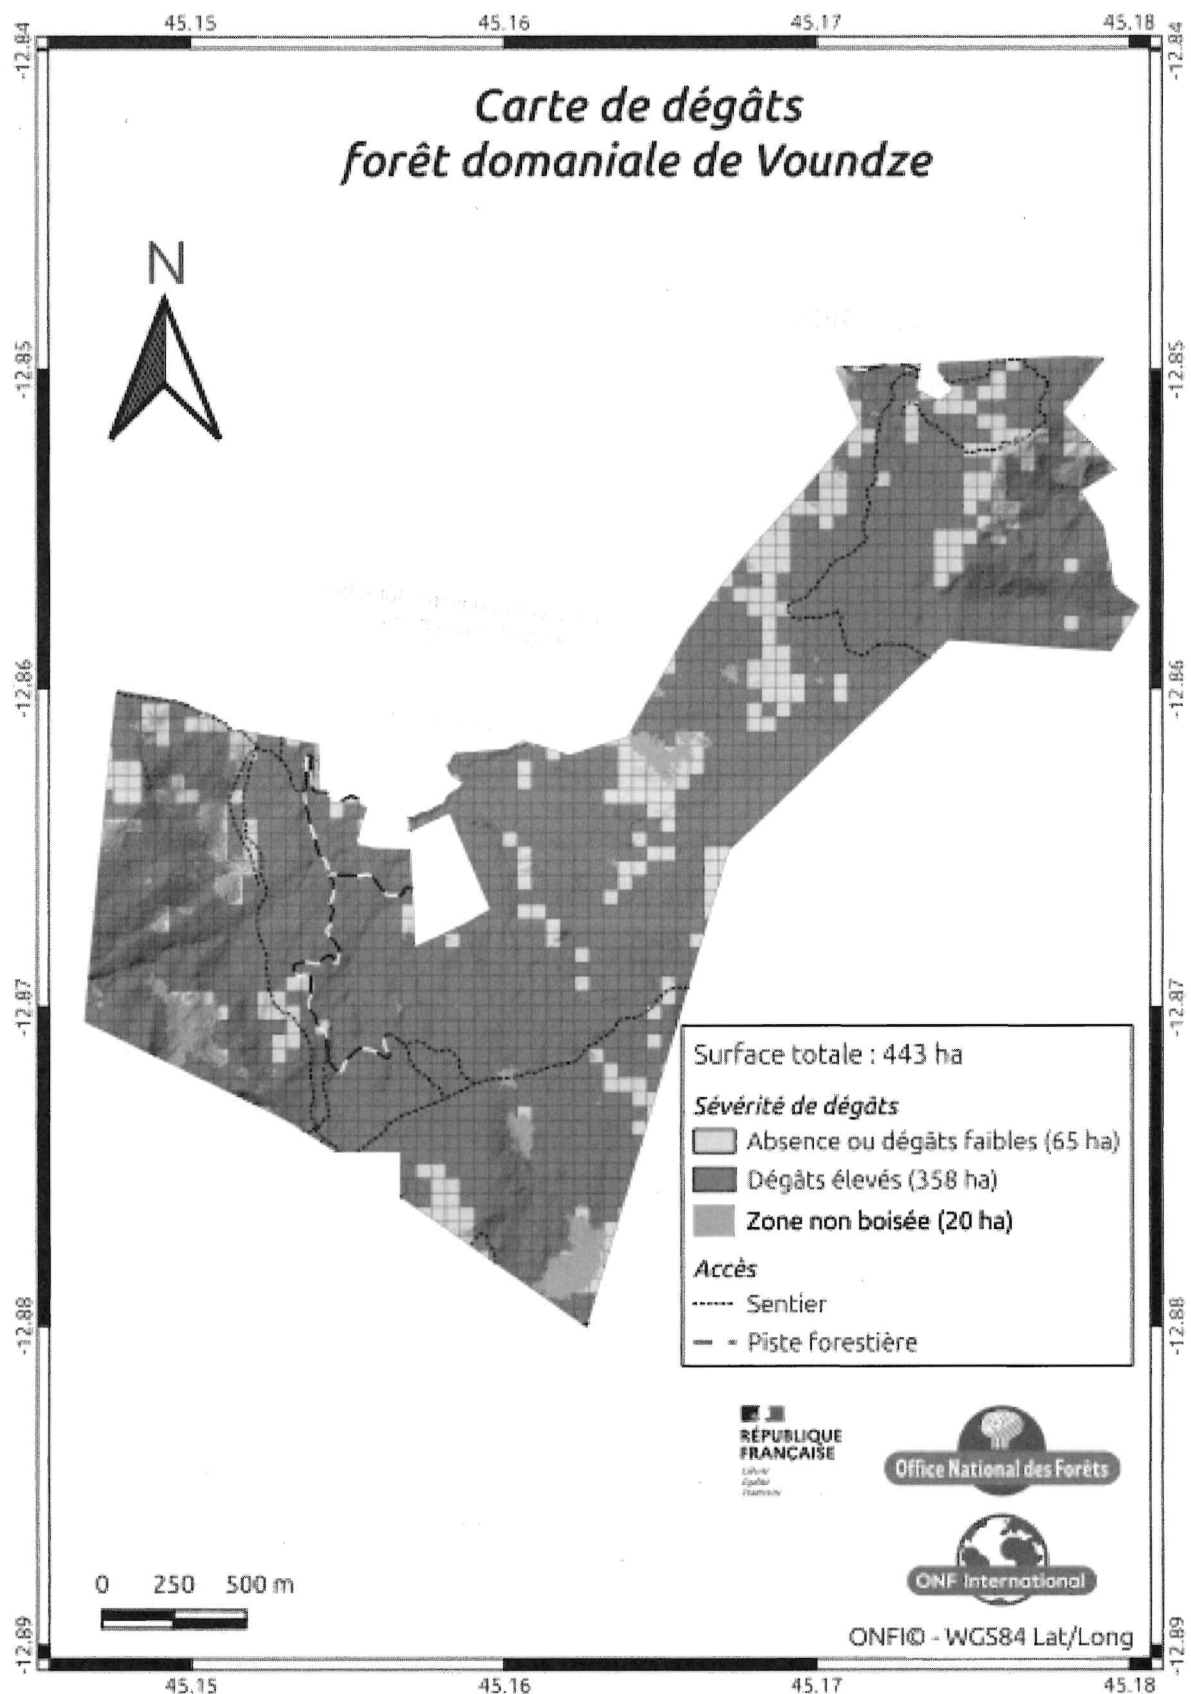 45.15 45.16 45.17 45.18
-12.84 -12.84
Carte de dégâts
forêt domaniale de Voundze
N
-12.85 -12.85
-12.86 -12.86
-12.87 -12.87
Surface totale : 443 ha
Sévérité de dégâts
Absence ou dégâts faibles (65 ha)
Dégâts élevés (358 ha)
Zone non boisée (20 ha)
Accès
Sentier
Piste forestière
-12.88 -12.88
RÉPUBLIQUE
FRANÇAISE
Liberté
Égalité
Fraternité
Office National des Forêts
ONF International
0 250 500 m
ONFI© - WGS84 Lat/Long
-12.89 -12.89
45.15 45.16 45.17 45.18